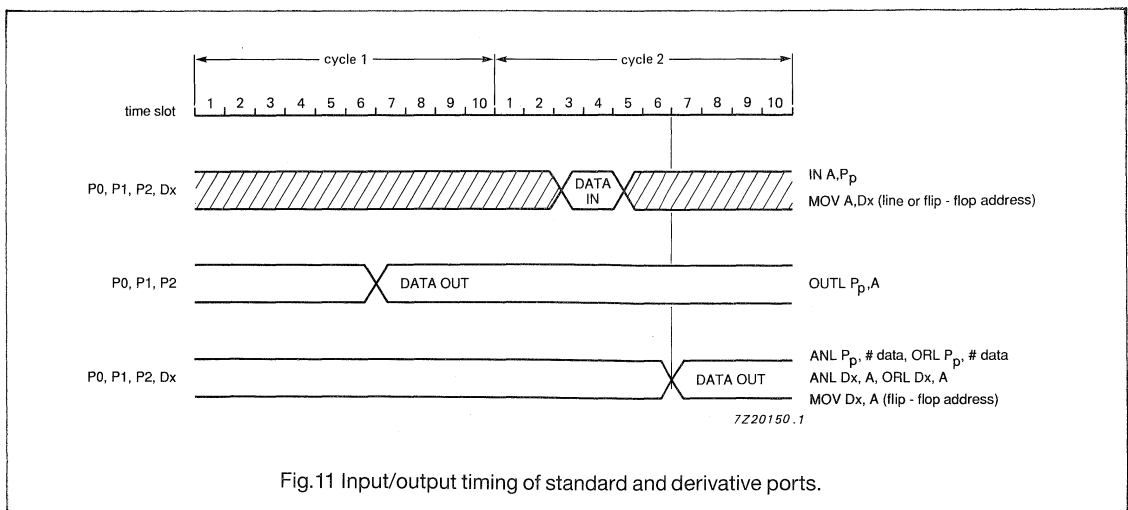 cycle 1 cycle 2
time slot 1 2 3 4 5 6 7 8 9 10 1 2 3 4 5 6 7 8 9 10
P0, P1, P2, Dx
DATA
IN
IN A,Pp
MOV A,Dx (line or flip - flop address)
P0, P1, P2
DATA OUT
OUTL Pp,A
P0, P1, P2, Dx
DATA OUT
ANL Pp, # data, ORL Pp, # data
ANL Dx, A, ORL Dx, A
MOV Dx, A (flip - flop address)
7Z20150.1
Fig.11 Input/output timing of standard and derivative ports.